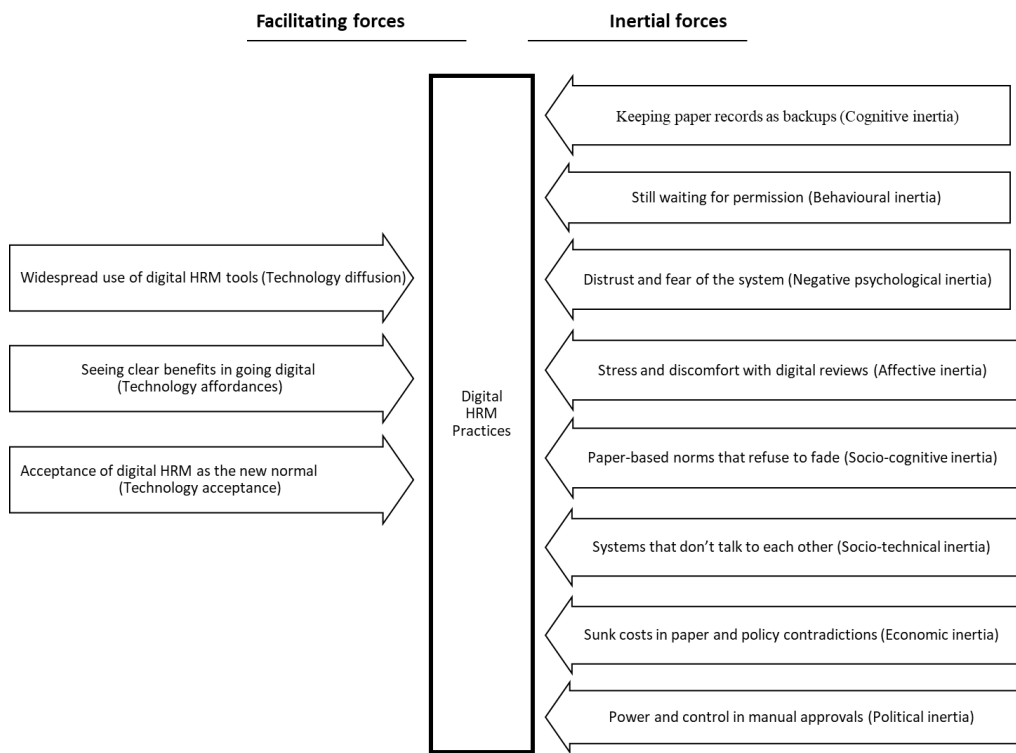 Facilitating forces
Inertial forces
Widespread use of digital HRM tools (Technology diffusion)
Seeing clear benefits in going digital
(Technology affordances)
Acceptance of digital HRM as the new normal
(Technology acceptance)
Digital
HRM
Practices
Keeping paper records as backups (Cognitive inertia)
Still waiting for permission (Behavioural inertia)
Distrust and fear of the system (Negative psychological inertia)
Stress and discomfort with digital reviews (Affective inertia)
Paper-based norms that refuse to fade (Socio-cognitive inertia)
Systems that don’t talk to each other (Socio-technical inertia)
Sunk costs in paper and policy contradictions (Economic inertia)
Power and control in manual approvals (Political inertia)